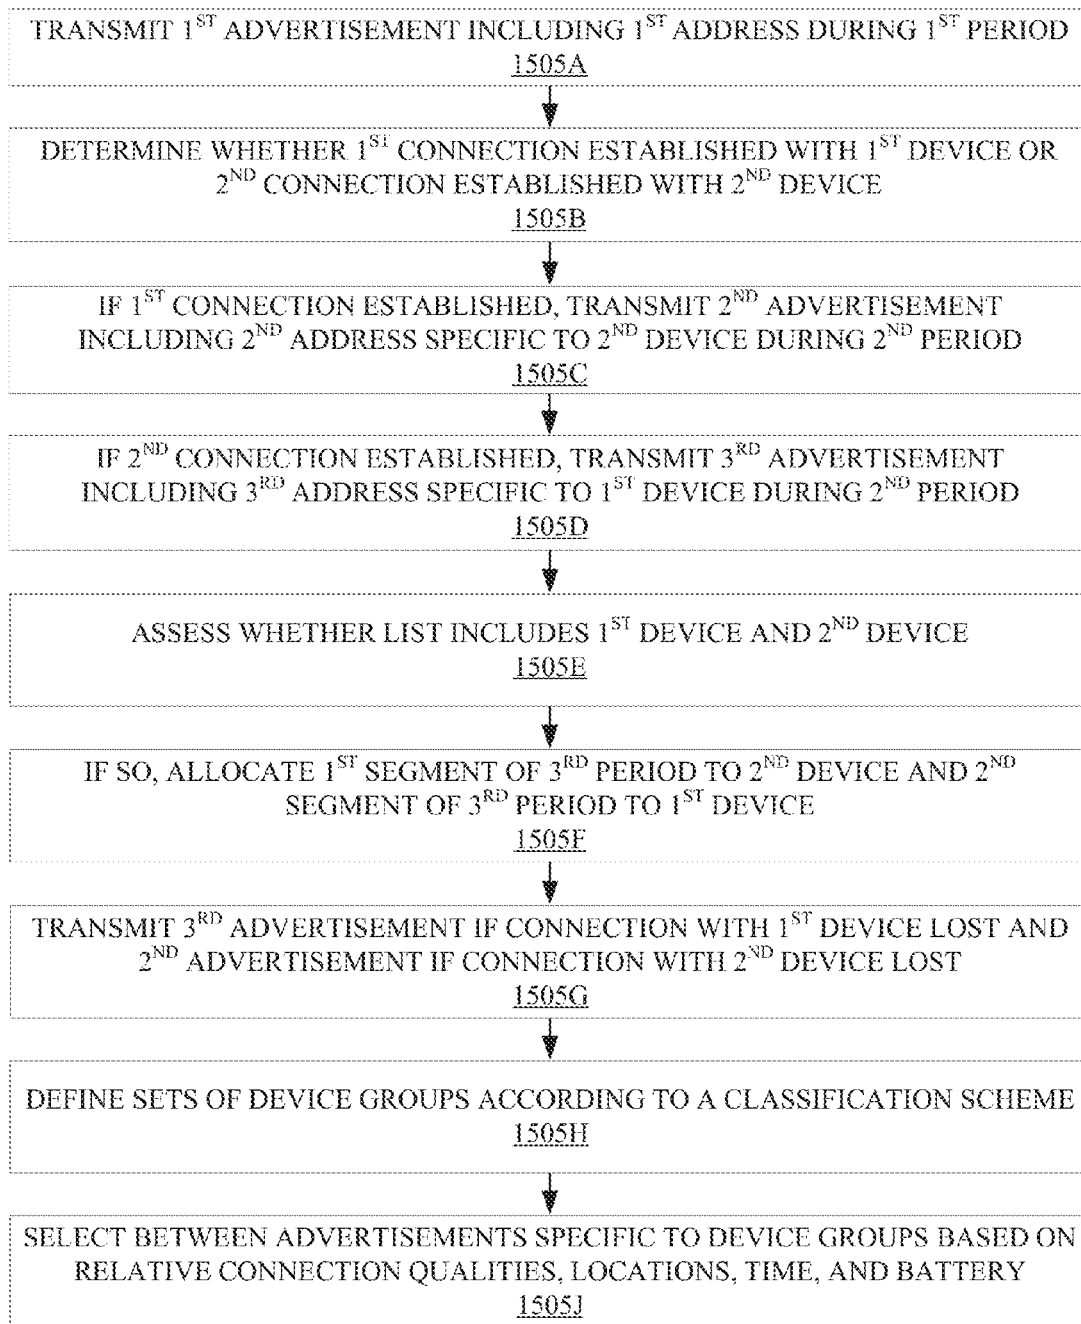 TRANSMIT 1ST ADVERTISEMENT INCLUDING 1ST ADDRESS DURING 1ST PERIOD
1505A
DETERMINE WHETHER 1ST CONNECTION ESTABLISHED WITH 1ST DEVICE OR
2ND CONNECTION ESTABLISHED WITH 2ND DEVICE
1505B
IF 1ST CONNECTION ESTABLISHED, TRANSMIT 2ND ADVERTISEMENT
INCLUDING 2ND ADDRESS SPECIFIC TO 2ND DEVICE DURING 2ND PERIOD
1505C
IF 2ND CONNECTION ESTABLISHED, TRANSMIT 3RD ADVERTISEMENT
INCLUDING 3RD ADDRESS SPECIFIC TO 1ST DEVICE DURING 2ND PERIOD
1505D
ASSESS WHETHER LIST INCLUDES 1ST DEVICE AND 2ND DEVICE
1505E
IF SO, ALLOCATE 1ST SEGMENT OF 3RD PERIOD TO 2ND DEVICE AND 2ND
SEGMENT OF 3RD PERIOD TO 1ST DEVICE
1505F
TRANSMIT 3RD ADVERTISEMENT IF CONNECTION WITH 1ST DEVICE LOST AND
2ND ADVERTISEMENT IF CONNECTION WITH 2ND DEVICE LOST
1505G
DEFINE SETS OF DEVICE GROUPS ACCORDING TO A CLASSIFICATION SCHEME
1505H
SELECT BETWEEN ADVERTISEMENTS SPECIFIC TO DEVICE GROUPS BASED ON
RELATIVE CONNECTION QUALITIES, LOCATIONS, TIME, AND BATTERY
1505J